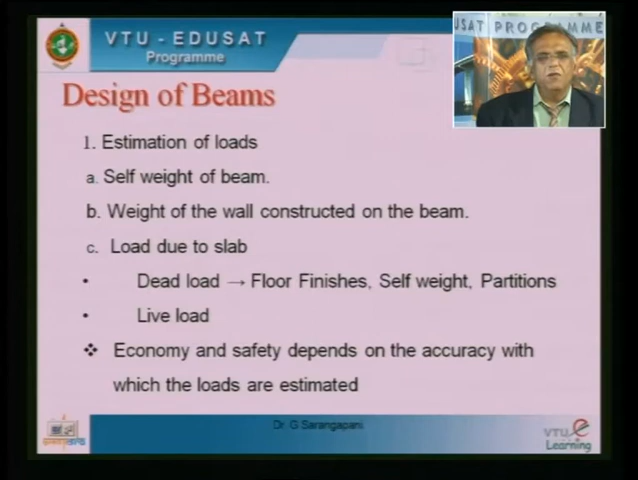 VTU - EDUSAT
Programme
USAT PROGRAMME
Design of Beams
1. Estimation of loads
a. Self weight of beam.
b. Weight of the wall constructed on the beam.
c. Load due to slab
• Dead load → Floor Finishes, Self weight, Partitions
• Live load
❖ Economy and safety depends on the accuracy with
which the loads are estimated
Dr G Sarangapani
VTU e
Learning